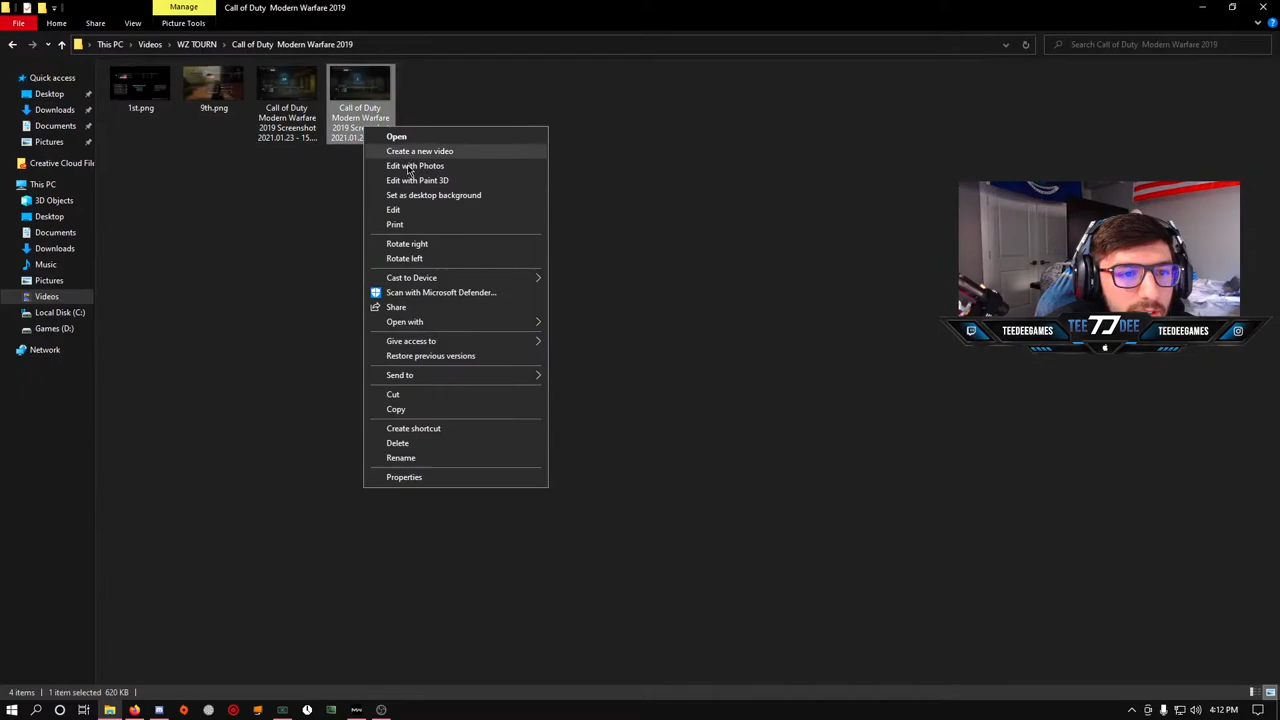 Manage
Call of Duty Modern Warfare 2019
File
Home
Share
View
Picture Tools
This PC
Videos
WZ TOURN
Call of Duty Modern Warfare 2019
Search Call of Duty Modern Warfare 2019
Quick access
Desktop
Downloads
Documents
Pictures
Creative Cloud File
This PC
3D Objects
Desktop
Documents
Downloads
Music
Pictures
Videos
Local Disk (C:)
Games (D:)
Network
1st.png
9th.png
Call of Duty
Modern Warfare
2019 Screenshot
2021.01.23 - 15....
Call of Duty
Modern Warfare
2019 Screenshot
2021.01.2
Open
Create a new video
Edit with Photos
Edit with Paint 3D
Set as desktop background
Edit
Print
Rotate right
Rotate left
Cast to Device
Scan with Microsoft Defender...
Share
Open with
Give access to
Restore previous versions
Send to
Cut
Copy
Create shortcut
Delete
Rename
Properties
TEEDEEGAMES
TEE TJ DEE
TEEDEEGAMES
4 items
1 item selected 620 KB
4:12 PM